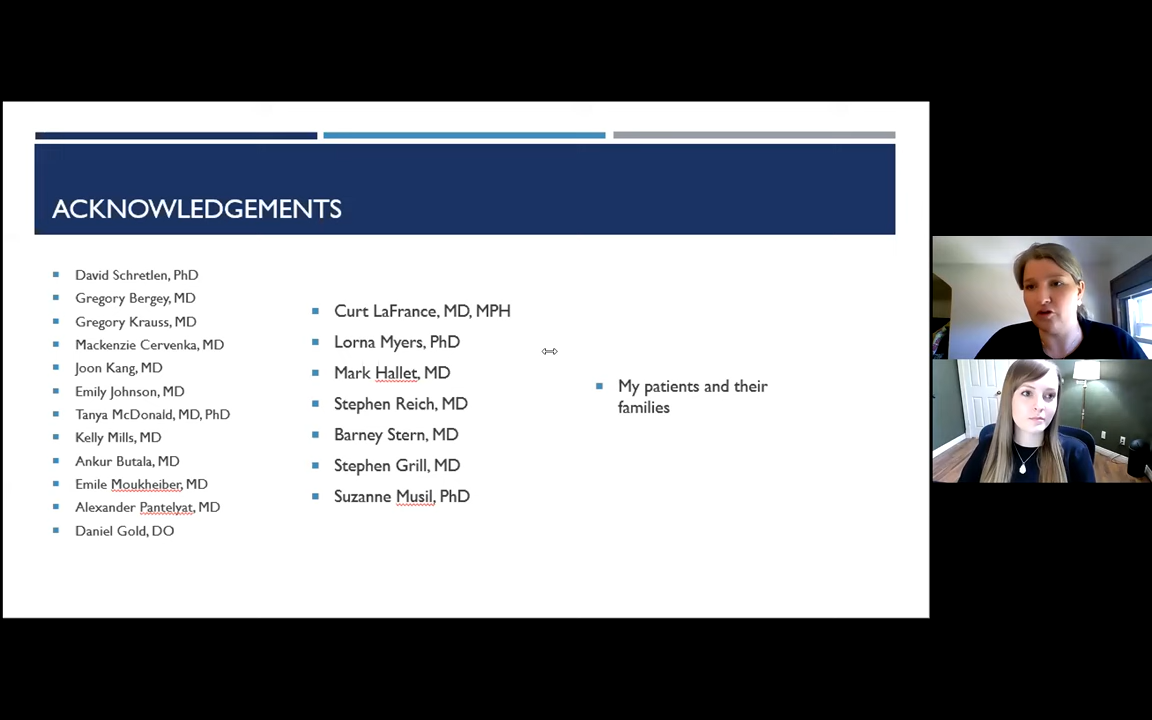 ACKNOWLEDGEMENTS
David Schretlen, PhD
Gregory Bergey, MD
Gregory Krauss, MD
Mackenzie Cervenka, MD
Joon Kang, MD
Emily Johnson, MD
Tanya McDonald, MD, PhD
Kelly Mills, MD
Ankur Butala, MD
Emile Moukheiber, MD
Alexander Pantelyat, MD
Daniel Gold, DO
Curt LaFrance, MD, MPH
Lorna Myers, PhD
Mark Hallet, MD
Stephen Reich, MD
Barney Stern, MD
Stephen Grill, MD
Suzanne Musil, PhD
My patients and their
families